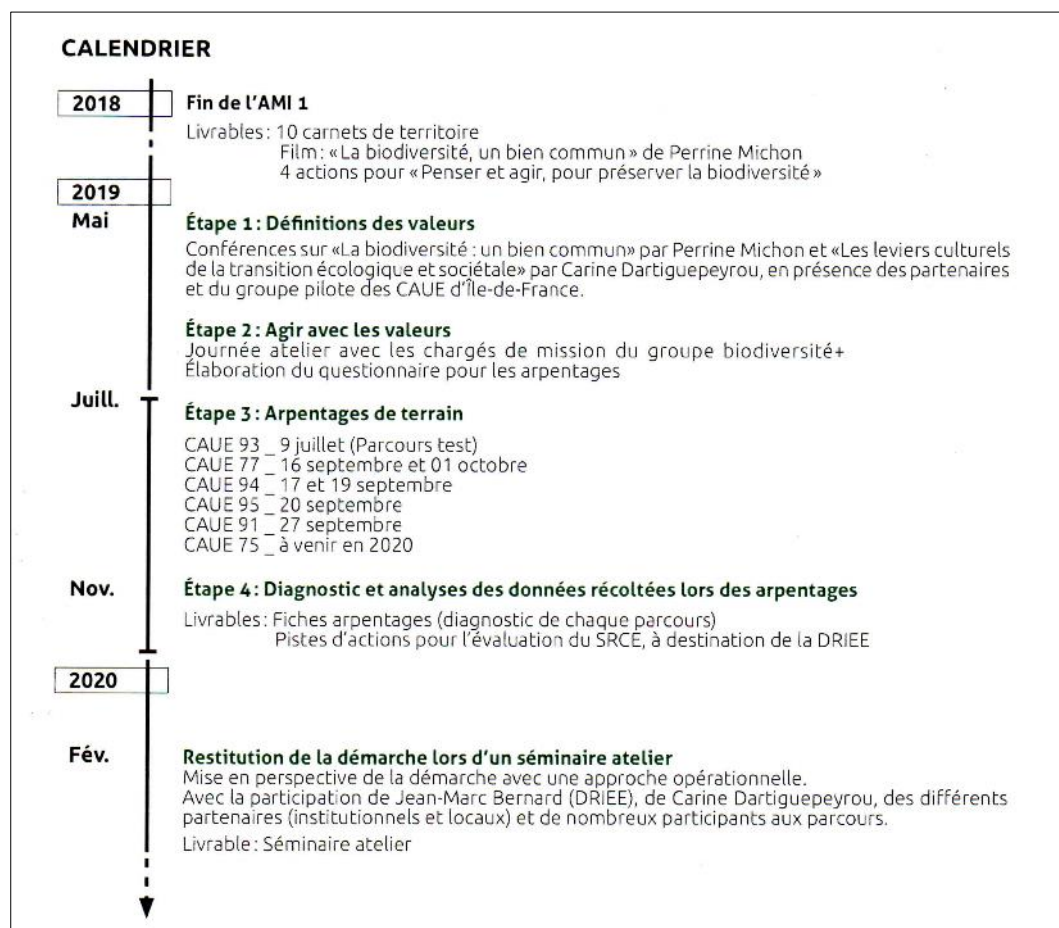 CALENDRIER
2018
Fin de l'AMI 1
Livrables : 10 carnets de territoire
Film : «La biodiversité, un bien commun» de Perrine Michon
4 actions pour «Penser et agir, pour préserver la biodiversité»
2019
Mai
Étape 1 : Définitions des valeurs
Conférences sur «La biodiversité : un bien commun» par Perrine Michon et «Les leviers culturels
de la transition écologique et sociétale» par Carine Dartiguepeyrou, en présence des partenaires
et du groupe pilote des CAUE d'Île-de-France.
Étape 2 : Agir avec les valeurs
Journée atelier avec les chargés de mission du groupe biodiversité+
Élaboration du questionnaire pour les arpentages
Juill.
Étape 3 : Arpentages de terrain
CAUE 93 _ 9 juillet (Parcours test)
CAUE 77 _ 16 septembre et 01 octobre
CAUE 94 _ 17 et 19 septembre
CAUE 95 _ 20 septembre
CAUE 91 _ 27 septembre
CAUE 75 _ à venir en 2020
Nov.
Étape 4 : Diagnostic et analyses des données récoltées lors des arpentages
Livrables : Fiches arpentages (diagnostic de chaque parcours)
Pistes d'actions pour l'évaluation du SRCE, à destination de la DRIEE
2020
Fév.
Restitution de la démarche lors d'un séminaire atelier
Mise en perspective de la démarche avec une approche opérationnelle.
Avec la participation de Jean-Marc Bernard (DRIEE), de Carine Dartiguepeyrou, des différents
partenaires (institutionnels et locaux) et de nombreux participants aux parcours.
Livrable : Séminaire atelier